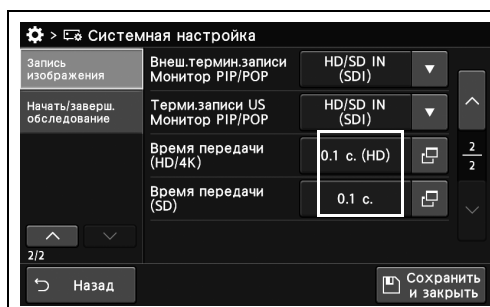 > Системная настройка
Запись
изображения
Начать/заверш.
обследование
2/2
Внеш.термин.записи
Монитор PIP/POP
HD/SD IN
(SDI)
Терми.записи US
Монитор PIP/POP
HD/SD IN
(SDI)
Время передачи
(HD/4K)
0.1 с. (HD)
Время передачи
(SD)
0.1 с.
2
2
Назад
Сохранить
и закрыть